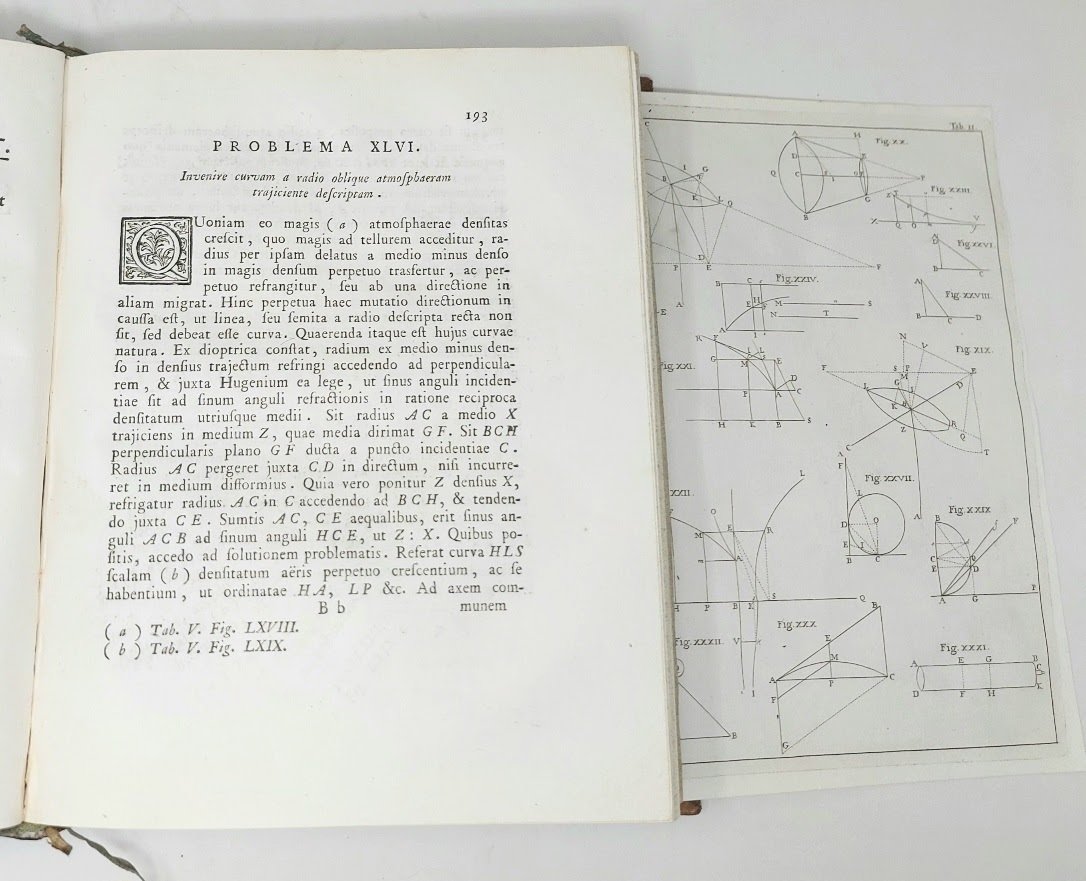 193
PROBLEMA XLVI.
Invenire curvam a radio oblique atmoſphaeram
trajiciente deſcriptam.
QUoniam eo magis (a) atmoſphaerae denſitas
creſcit, quo magis ad tellurem acceditur, ra-
dius per ipſam delatus a medio minus denſo
in magis denſum perpetuo trasfertur, ac per-
petuo refrangitur, ſeu ab una directione in
aliam migrat. Hinc perpetua haec mutatio directionum in
cauſſa eſt, ut linea, ſeu ſemita a radio deſcripta recta non
ſit, ſed debeat eſſe curva. Quaerenda itaque eſt hujus curvae
natura. Ex dioptrica conſtat, radium ex medio minus den-
ſo in denſius trajectum refringi accedendo ad perpendicula-
rem, & juxta Hugenium ea lege, ut ſinus anguli inciden-
tiae ſit ad ſinum anguli refractionis in ratione reciproca
denſitatum utriuſque medii. Sit radius AC a medio X
trajiciens in medium Z, quae media dirimat GF. Sit BCH
perpendicularis plano GF ducta a puncto incidentiae C.
Radius AC pergeret juxta CD in directum, niſi incurre-
ret in medium difformius. Quia vero ponitur Z denſius X,
refrigatur radius AC in C accedendo ad BCH, & tenden-
do juxta CE. Sumtis AC, CE aequalibus, erit ſinus an-
guli ACB ad ſinum anguli HCE, ut Z: X. Quibus po-
ſitis, accedo ad ſolutionem problematis. Referat curva HLS
ſcalam (b) denſitatum aëris perpetuo creſcentium, ac ſe
habentium, ut ordinatae HA, LP &c. Ad axem com-
B b munem
(a) Tab. V. Fig. LXVIII.
(b) Tab. V. Fig. LXIX.
Tab. II.
Fig. XX.
Fig. XXIII
Fig. XXVI.
Fig. XXIV.
Fig. XXVIII.
Fig. XXI.
Fig. XIX.
XXII.
Fig. XXVII.
Fig. XXIX
Fig. XXXII.
Fig. XXX
Fig. XXXI.